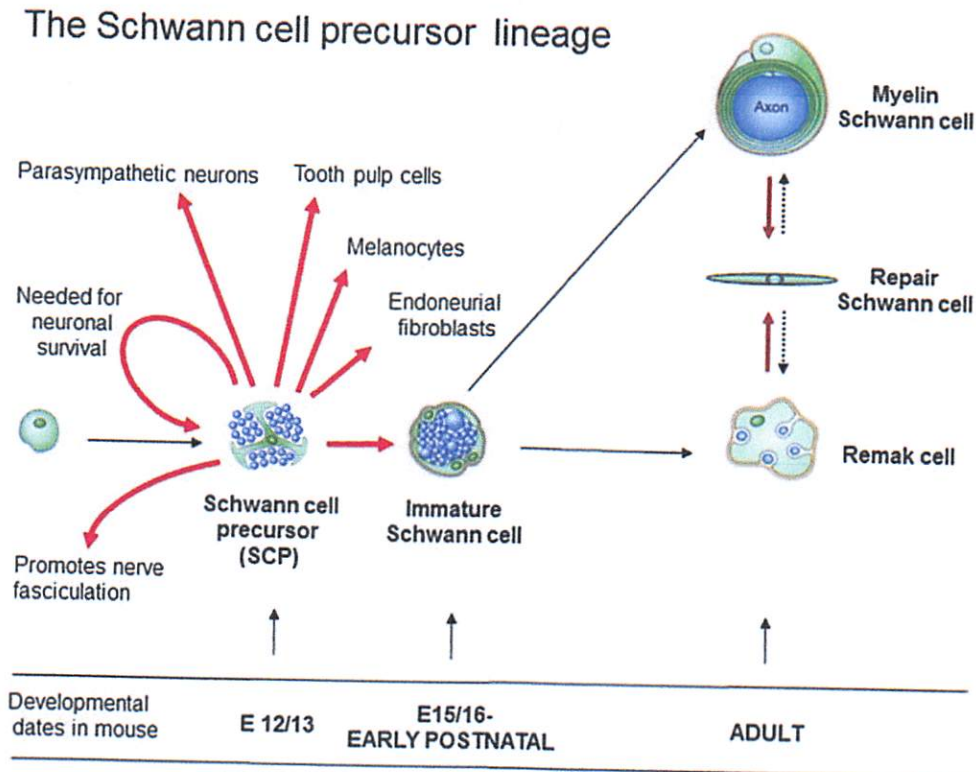 The Schwann cell precursor lineage
Axon
Myelin
Schwann cell
Parasympathetic neurons
Tooth pulp cells
Melanocytes
Needed for
neuronal
survival
Endoneurial
fibroblasts
Repair
Schwann cell
Remak cell
Schwann cell
precursor
(SCP)
Immature
Schwann cell
Promotes nerve
fasciculation
Developmental
dates in mouse
E 12/13
E15/16-
EARLY POSTNATAL
ADULT